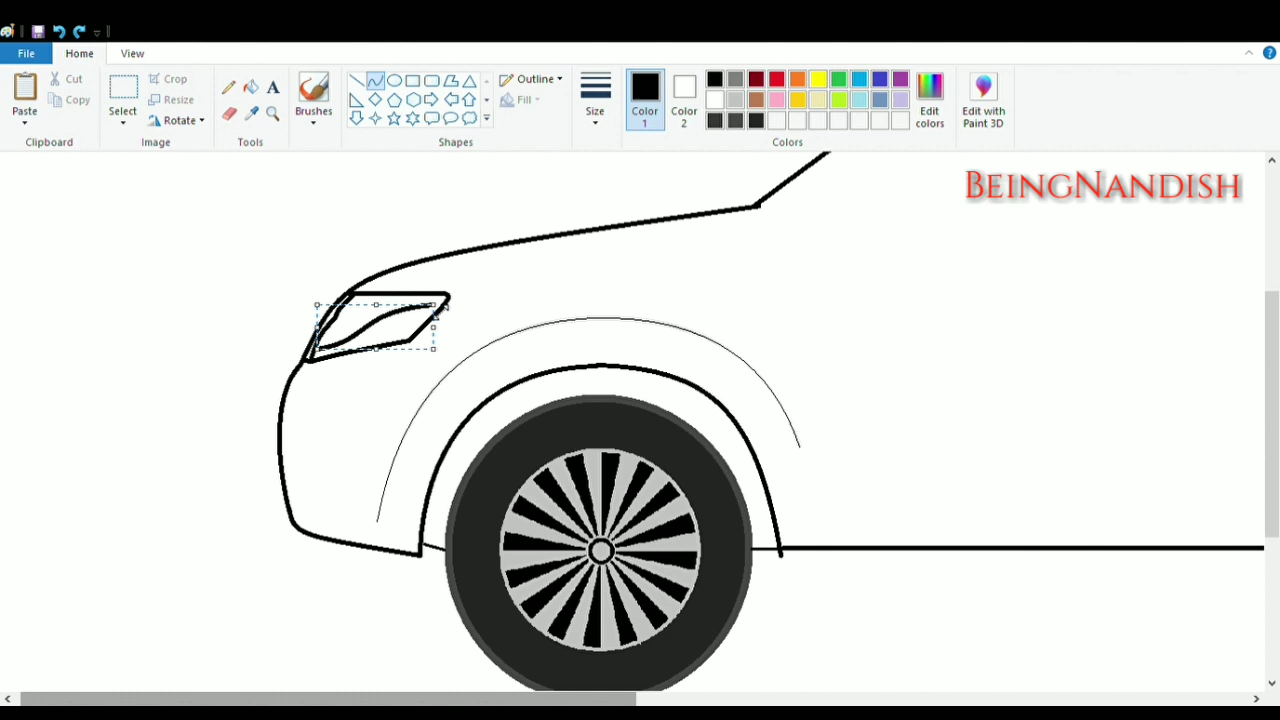 File Home View
Paste Cut Copy
Clipboard
Select Crop Resize Rotate
Image
A
Tools
Brushes
Outline Fill
Shapes
Size
Color 1
Color 2
Edit colors
Colors
Edit with Paint 3D
BeingNandish